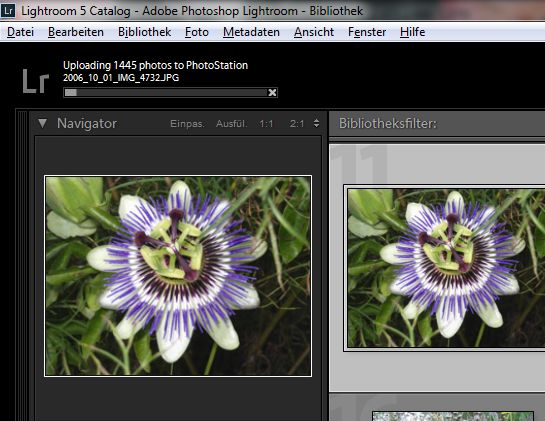 Lr Lightroom 5 Catalog - Adobe Photoshop Lightroom - Bibliothek
Datei Bearbeiten Bibliothek Foto Metadaten Ansicht Fenster Hilfe
Lr
Uploading 1445 photos to PhotoStation
2006_10_01_IMG_4732.JPG
Navigator Einpas. Ausfül. 1:1 2:1
Bibliotheksfilter:
11
16